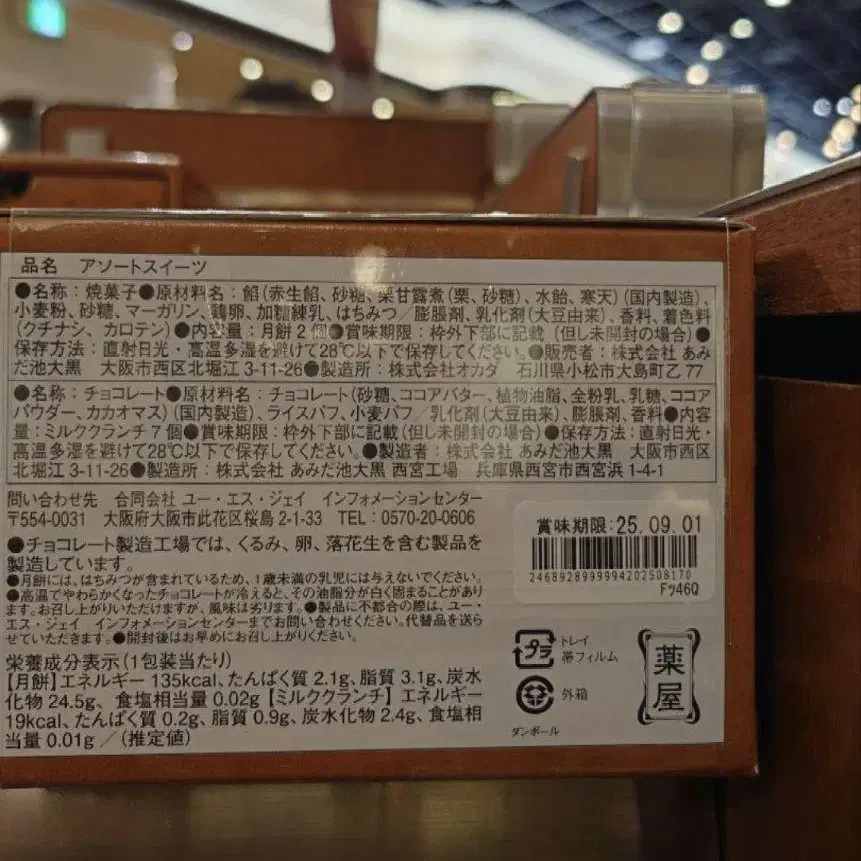 品名 アソートスイーツ
●名称：焼菓子●原材料名：餡(赤生餡、砂糖、栗甘露煮(栗、砂糖)、水飴、寒天)(国内製造)、
小麦粉、砂糖、マーガリン、鶏卵、加糖練乳、はちみつ／膨脹剤、乳化剤(大豆由来)、香料、着色料
(クチナシ、カロテン)●内容量：月餅2個●賞味期限：枠外下部に記載(但し未開封の場合)●
保存方法：直射日光・高温多湿を避けて28℃以下で保存してください。●販売者：株式会社 あみ
だ池大黒 大阪市西区北堀江 3-11-26●製造所：株式会社オカダ 石川県小松市大島町乙 77
●名称：チョコレート●原材料名：チョコレート(砂糖、ココアバター、植物油脂、全粉乳、乳糖、ココア
パウダー、カカオマス)(国内製造)、ライスパフ、小麦パフ／乳化剤(大豆由来)、膨脹剤、香料●内容
量：ミルククランチ 7 個●賞味期限：枠外下部に記載(但し未開封の場合)●保存方法：直射日光・
高温多湿を避けて28℃以下で保存してください。●製造者：株式会社 あみだ池大黒 大阪市西区
北堀江 3-11-26●製造所：株式会社 あみだ池大黒 西宮工場 兵庫県西宮市西宮浜 1-4-1
問い合わせ先 合同会社 ユー・エス・ジェイ インフォメーションセンター
〒554-0031 大阪府大阪市此花区桜島 2-1-33 TEL：0570-20-0606
●チョコレート製造工場では、くるみ、卵、落花生を含む製品を
製造しています。
●月餅には、はちみつが含まれているため、1歳未満の乳児には与えないでください。
●高温でやわらかくなったチョコレートが冷えると、その油脂分が白く固まることがあり
ます。お召し上がりいただけますが、風味は劣ります。●製品に不都合の際は、ユー・
エス・ジェイ インフォメーションセンターまでお問い合わせください。代替品を送ら
せていただきます。●開封後はお早めにお召し上がりください。
栄養成分表示(1包装当たり)
【月餅】エネルギー 135kcal、たんぱく質 2.1g、脂質 3.1g、炭水
化物 24.5g、食塩相当量 0.02g【ミルククランチ】エネルギー
19kcal、たんぱく質 0.2g、脂質 0.9g、炭水化物 2.4g、食塩相
当量 0.01g／(推定値)
賞味期限:25.09.01
2468928999994202508170
Fツ46Q
プラ
トレイ
帯フィルム
外箱
ダンボール
薬屋